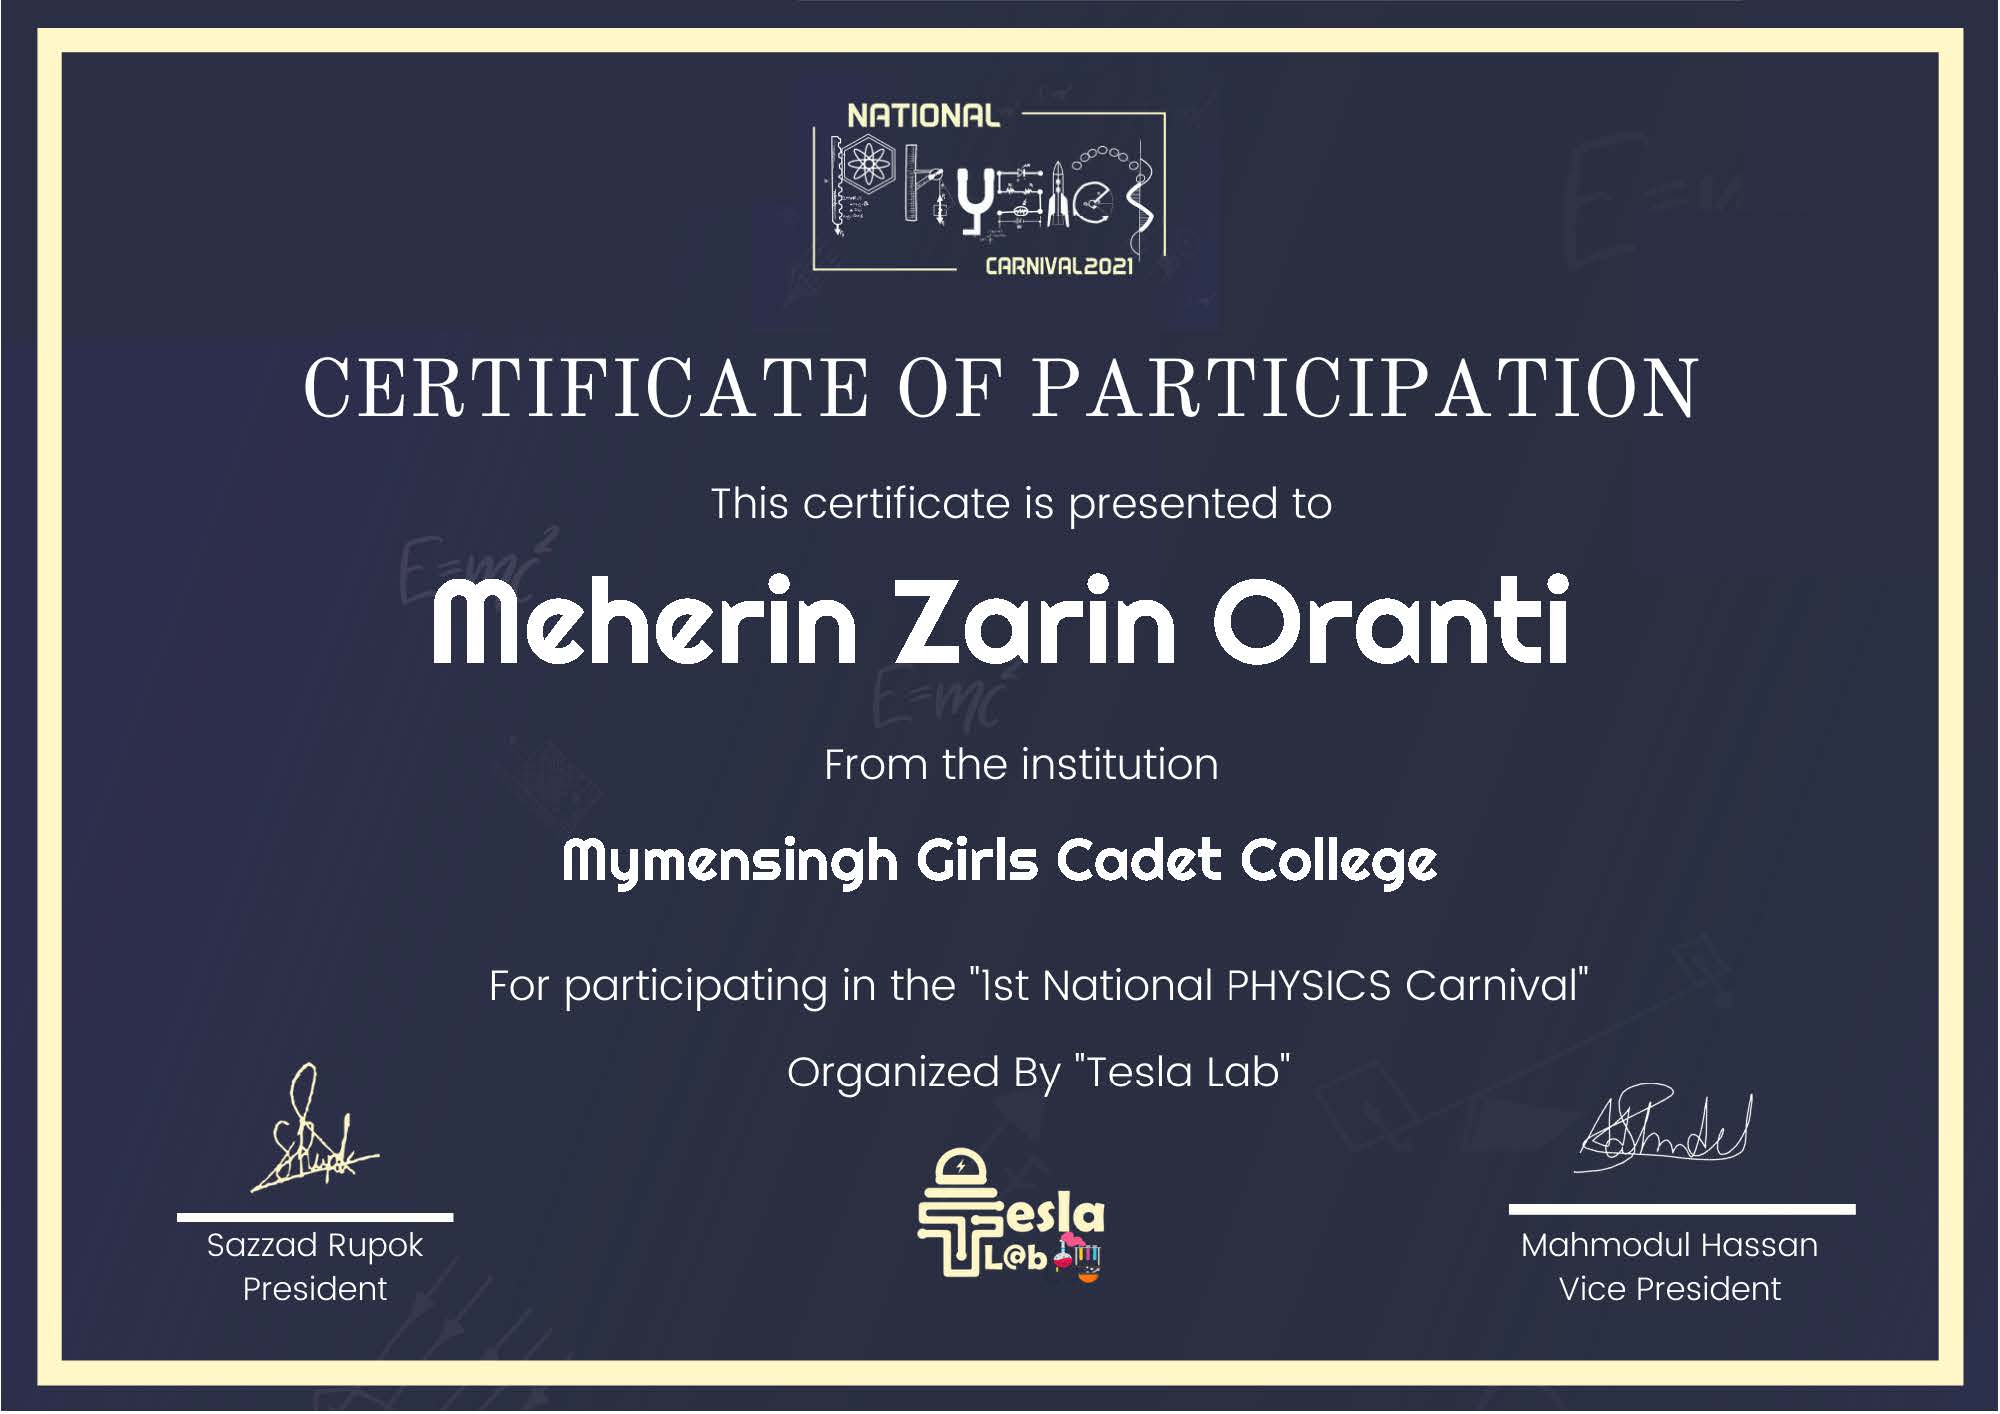 NATIONAL
PHYSICS
CARNIVAL2021
CERTIFICATE OF PARTICIPATION
This certificate is presented to
E=mc²
Meherin Zarin Oranti
E=mc²
From the institution
Mymensingh Girls Cadet College
For participating in the "1st National PHYSICS Carnival"
Organized By "Tesla Lab"
Tesla
L@b
Sazzad Rupok
President
Mahmodul Hassan
Vice President